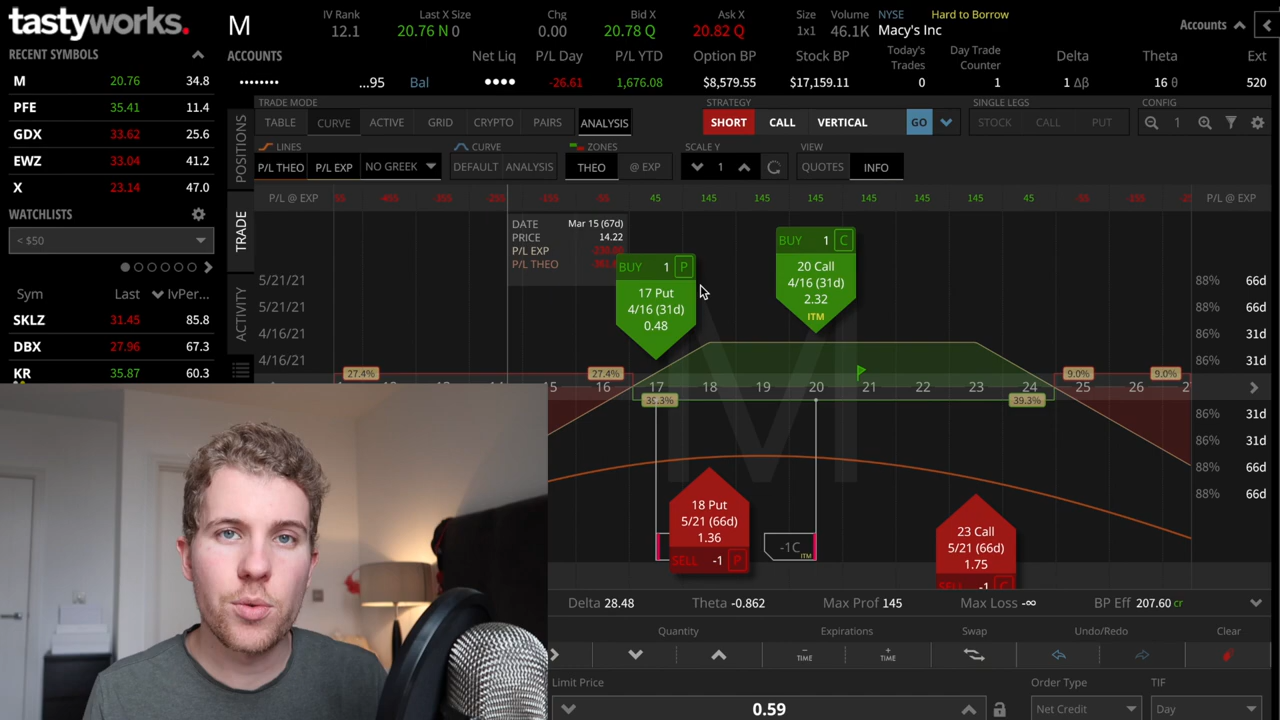 tastyworks.
M
IV Rank
12.1
Last X Size
20.76 N 0
Chg
0.00
Bid X
20.78 Q
Ask X
20.82 Q
Size
1x1
Volume
46.1K
NYSE
Hard to Borrow
Macy's Inc
Accounts
RECENT SYMBOLS
M 20.76 34.8
PFE 35.41 11.4
GDX 33.62 25.6
EWZ 33.04 41.2
X 23.14 47.0
WATCHLISTS
< $50
Sym Last IvPer...
SKLZ 31.45 85.8
DBX 27.96 67.3
KR 35.87 60.3
ACCOUNTS
Net Liq P/L Day P/L YTD Option BP Stock BP Today's Trades Day Trade Counter Delta Theta Ext
...95 Bal -26.61 1,676.08 $8,579.55 $17,159.11 0 1 1 Δβ 16 θ 520
POSITIONS
TRADE
ACTIVITY
TRADE MODE
TABLE CURVE ACTIVE GRID CRYPTO PAIRS ANALYSIS
STRATEGY
SHORT CALL VERTICAL GO
SINGLE LEGS
STOCK CALL PUT
CONFIG
1
LINES
P/L THEO P/L EXP NO GREEK
CURVE
DEFAULT ANALYSIS
ZONES
THEO @ EXP
SCALE Y
1
VIEW
QUOTES INFO
P/L @ EXP -455 -355 -255 -155 -55 45 145 145 145 145 145 45 -55 -155 P/L @ EXP
DATE Mar 15 (67d)
PRICE 14.22
P/L EXP
P/L THEO
BUY 1 P
17 Put
4/16 (31d)
0.48
BUY 1 C
20 Call
4/16 (31d)
2.32
ITM
5/21/21 88% 66d
5/21/21 88% 66d
4/16/21 86% 31d
4/16/21 86% 31d
27.4% 27.4% 9.0% 9.0%
15 16 17 18 19 20 21 22 23 24 25 26
39.3% 39.3%
86% 31d
86% 31d
88% 66d
88% 66d
M
18 Put
5/21 (66d)
1.36
SELL -1 P
-1C
ITM
23 Call
5/21 (66d)
1.75
SELL -1 C
Delta 28.48 Theta -0.862 Max Prof 145 Max Loss -∞ BP Eff 207.60 cr
Quantity Expirations Swap Undo/Redo Clear
TIME TIME
Limit Price Order Type TIF
0.59 Net Credit Day